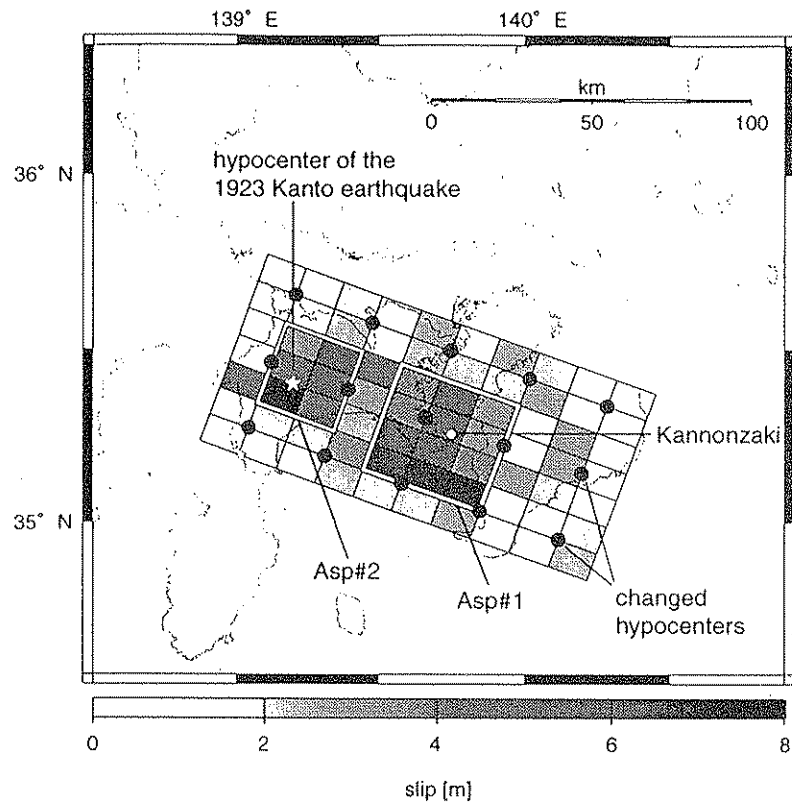 139° E 140° E
km
0 50 100
36° N
hypocenter of the
1923 Kanto earthquake
Kannonzaki
35° N
Asp#2
Asp#1
changed
hypocenters
0 2 4 6 8
slip [m]